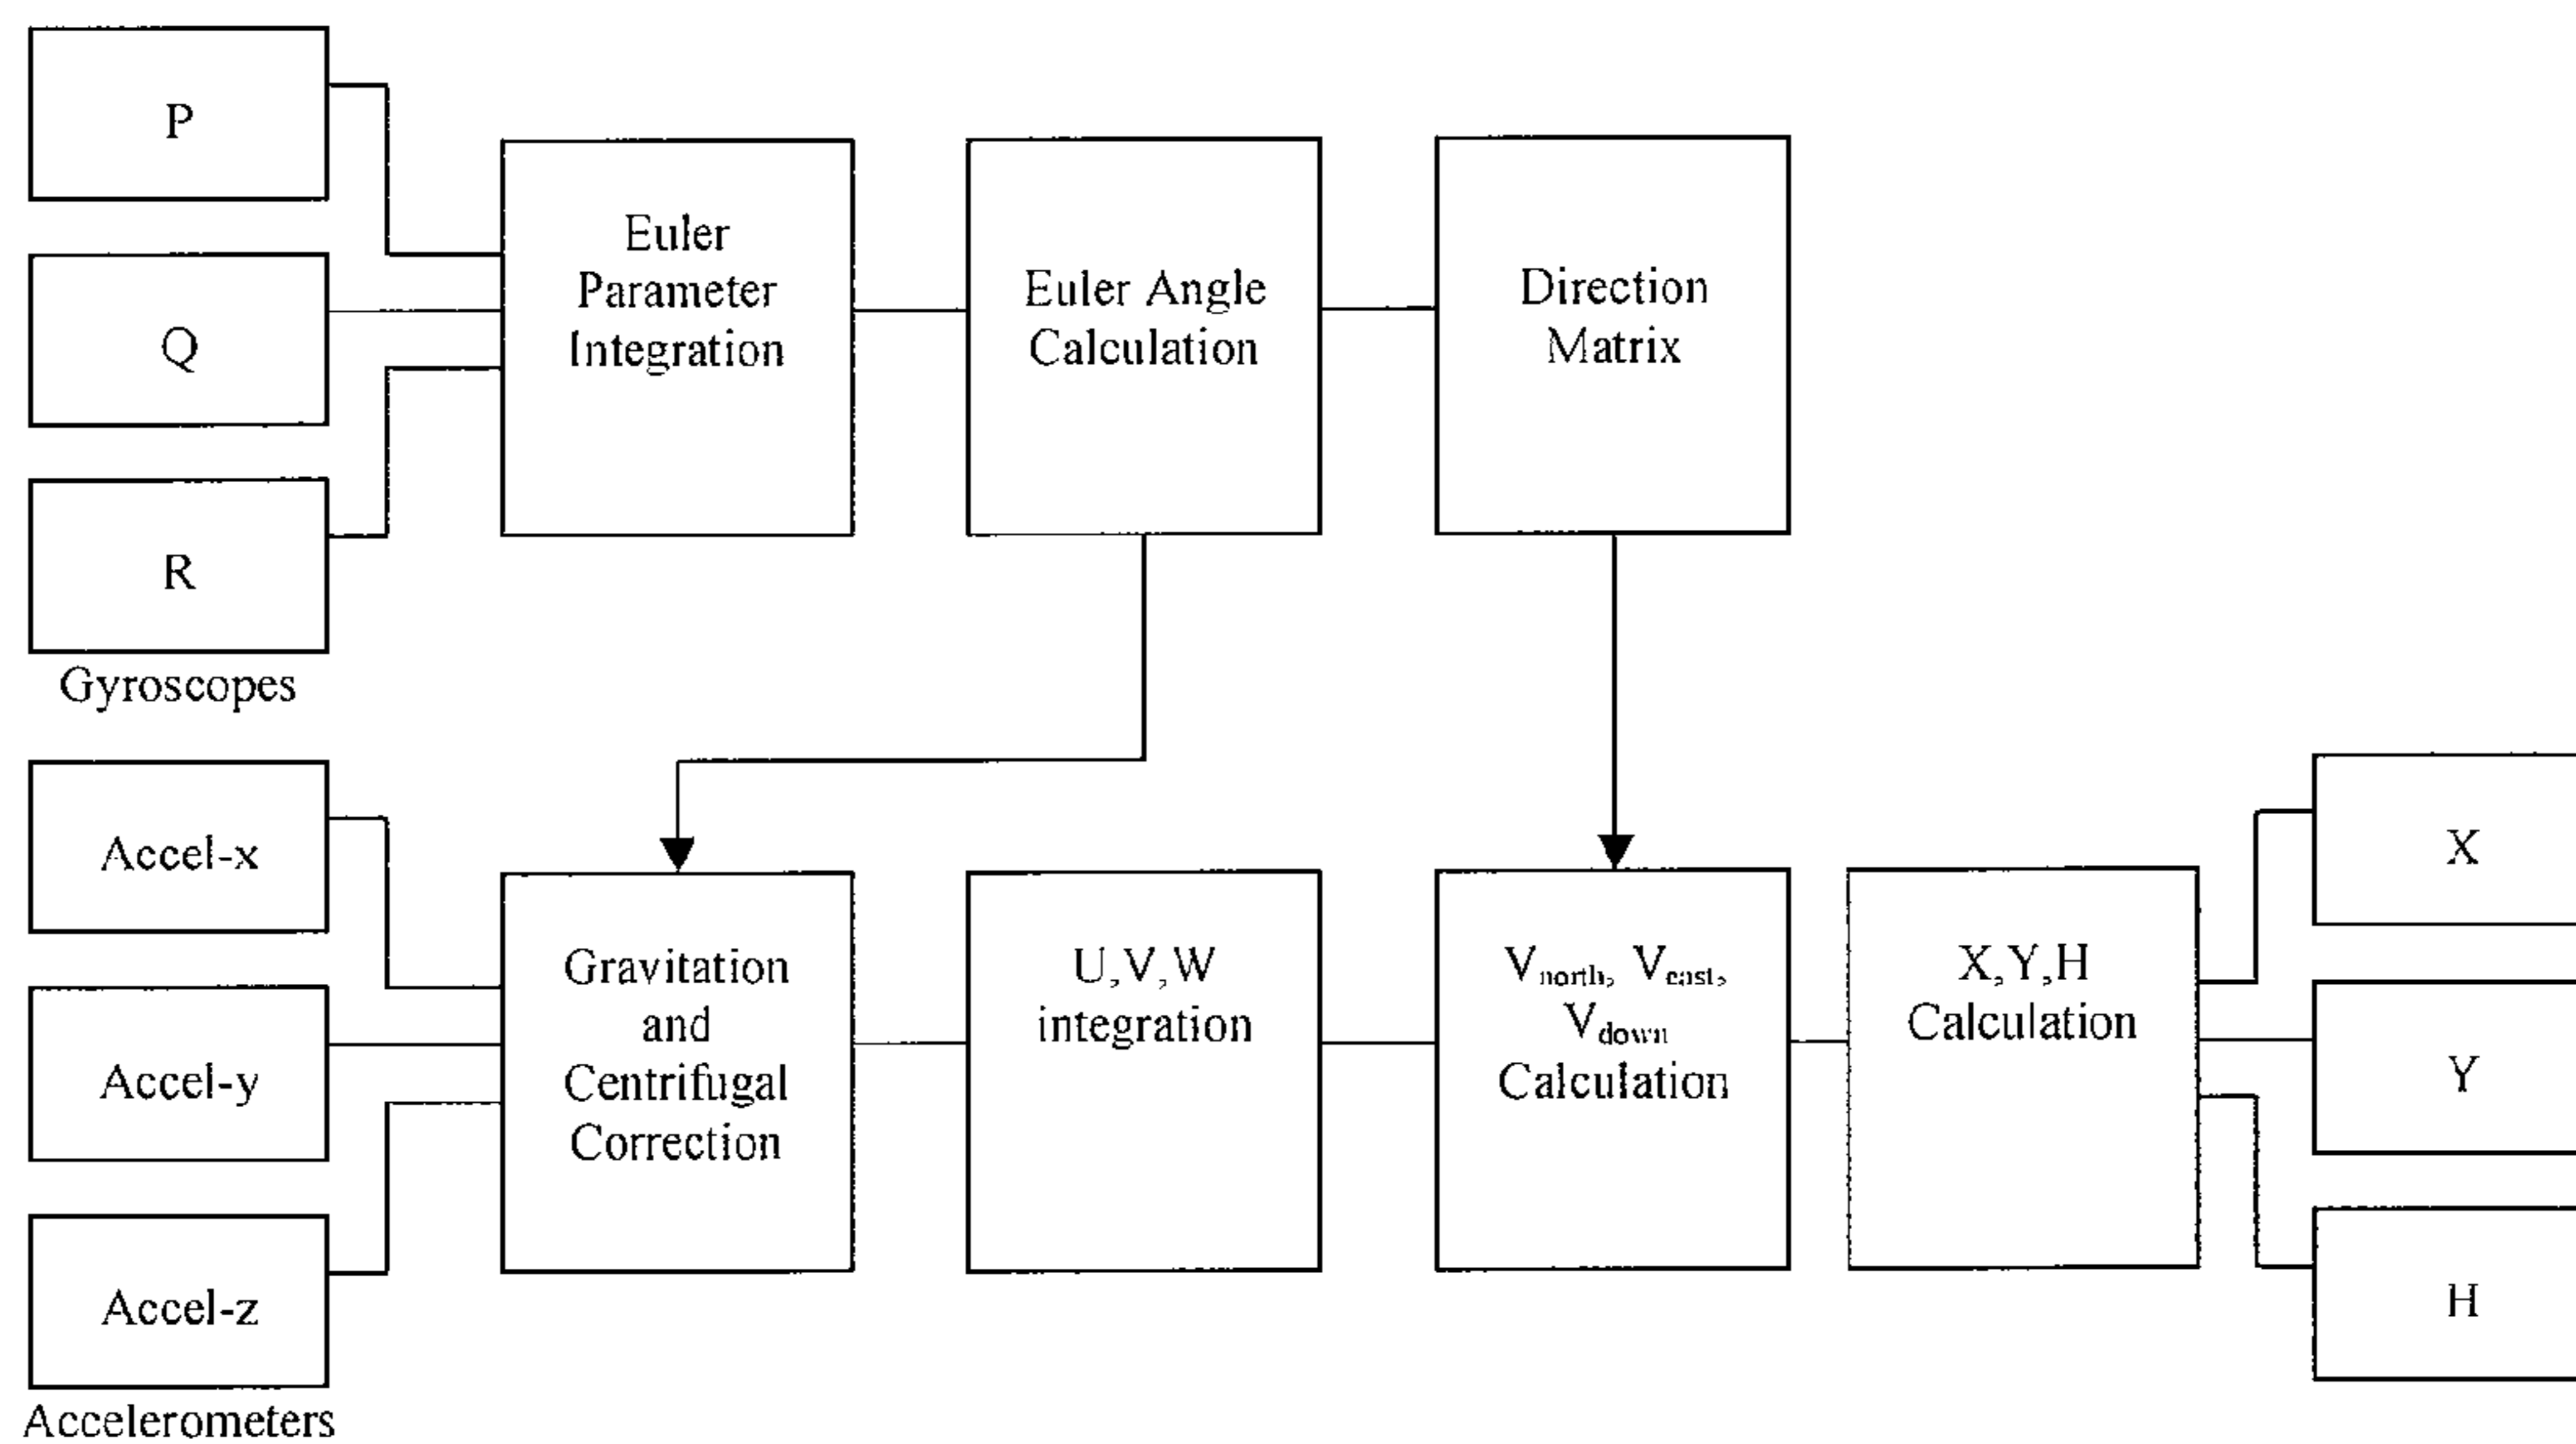 P
Q
R
Gyroscopes
Euler
Parameter
Integration
Euler Angle
Calculation
Direction
Matrix
Accel-x
Accel-y
Accel-z
Accelerometers
Gravitation
and
Centrifugal
Correction
U,V,W
integration
Vnorth, Veast,
Vdown
Calculation
X,Y,H
Calculation
X
Y
H